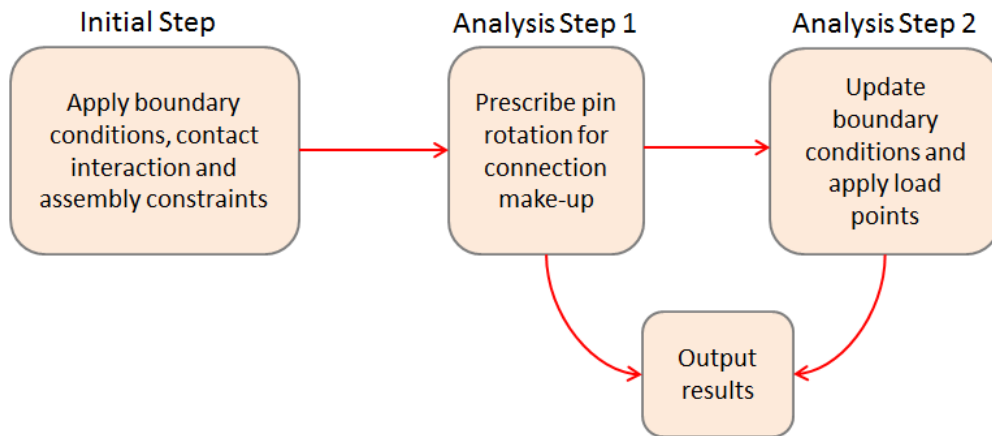 Initial Step
Apply boundary
conditions, contact
interaction and
assembly constraints
Analysis Step 1
Prescribe pin
rotation for
connection
make-up
Analysis Step 2
Update
boundary
conditions and
apply load
points
Output
results